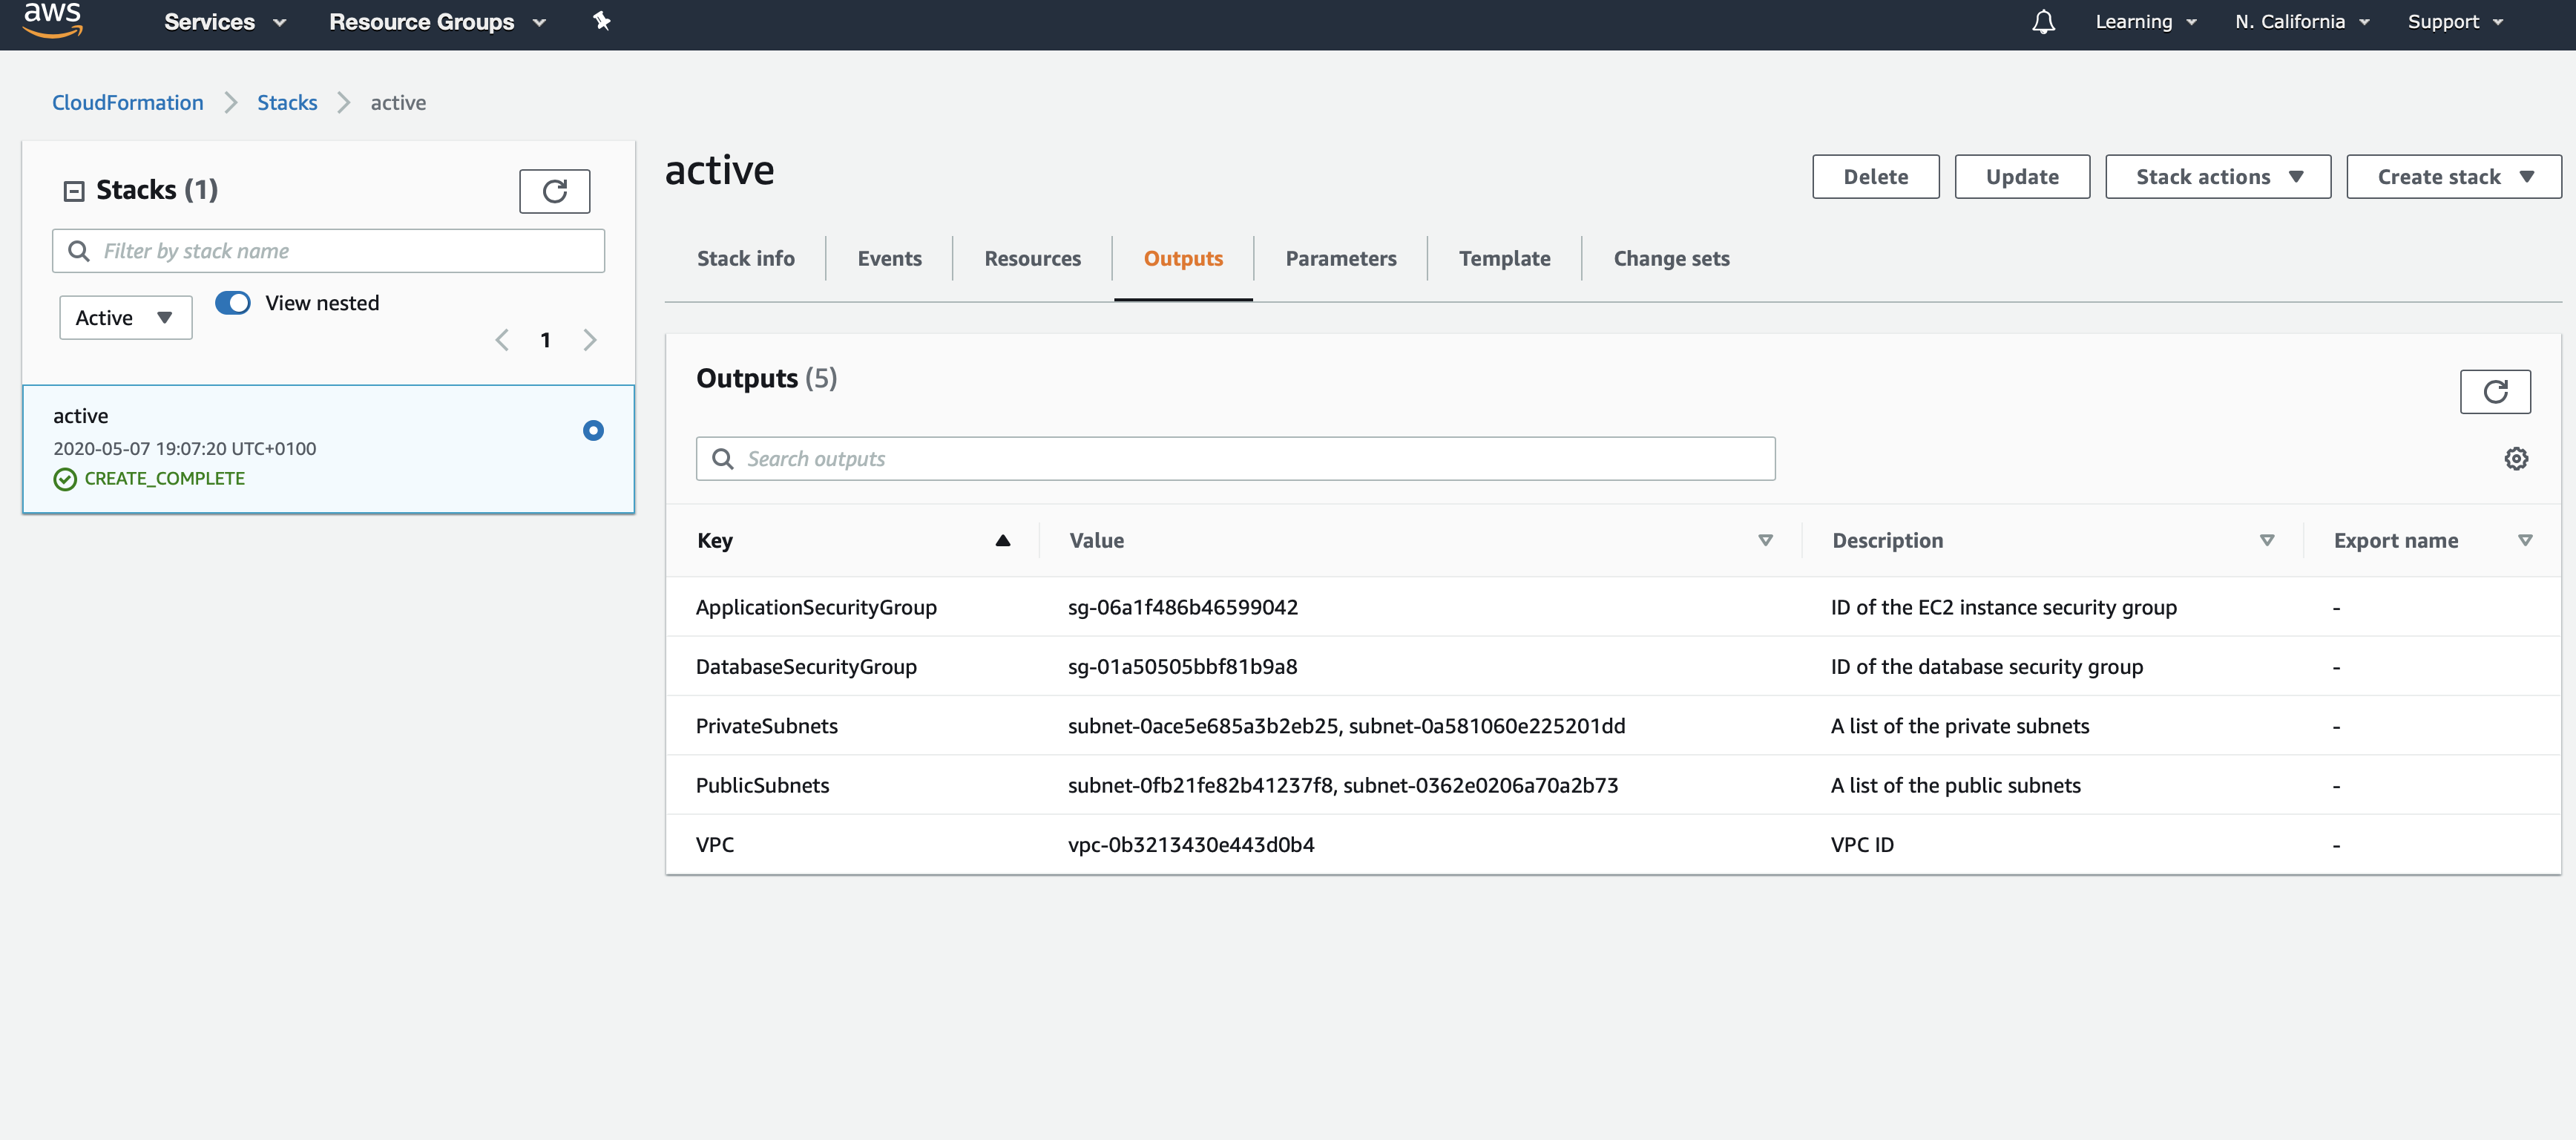 aws Services Resource Groups Learning N. California Support
CloudFormation Stacks active
Stacks (1)
Filter by stack name
Active View nested
1
active
2020-05-07 19:07:20 UTC+0100
CREATE_COMPLETE
active
Delete Update Stack actions Create stack
Stack info Events Resources Outputs Parameters Template Change sets
Outputs (5)
Search outputs
Key Value Description Export name
ApplicationSecurityGroup sg-06a1f486b46599042 ID of the EC2 instance security group -
DatabaseSecurityGroup sg-01a50505bbf81b9a8 ID of the database security group -
PrivateSubnets subnet-0ace5e685a3b2eb25, subnet-0a581060e225201dd A list of the private subnets -
PublicSubnets subnet-0fb21fe82b41237f8, subnet-0362e0206a70a2b73 A list of the public subnets -
VPC vpc-0b3213430e443d0b4 VPC ID -